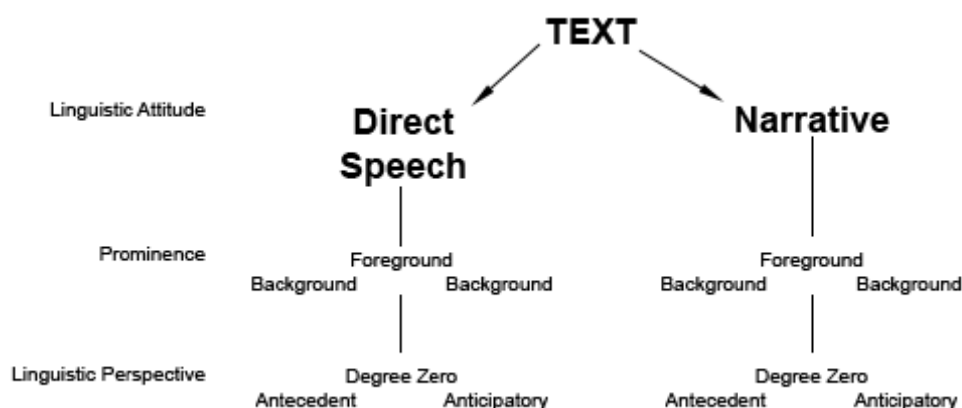 TEXT
Linguistic Attitude
Direct Narrative
Speech
Prominence
Foreground Foreground
Background Background Background Background
Linguistic Perspective Degree Zero Degree Zero
Antecedent Anticipatory Antecedent Anticipatory